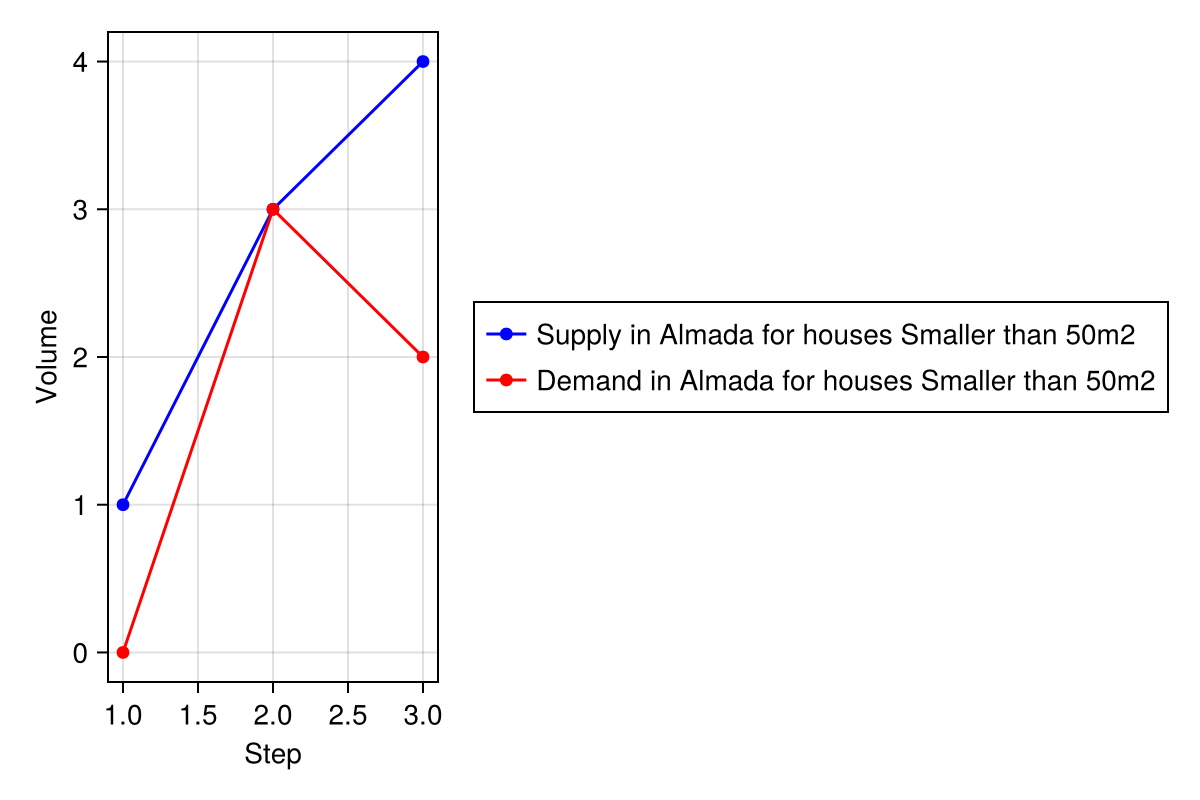 4
3
2
1
0
Volume
1.0 1.5 2.0 2.5 3.0
Step
Supply in Almada for houses Smaller than 50m2
Demand in Almada for houses Smaller than 50m2